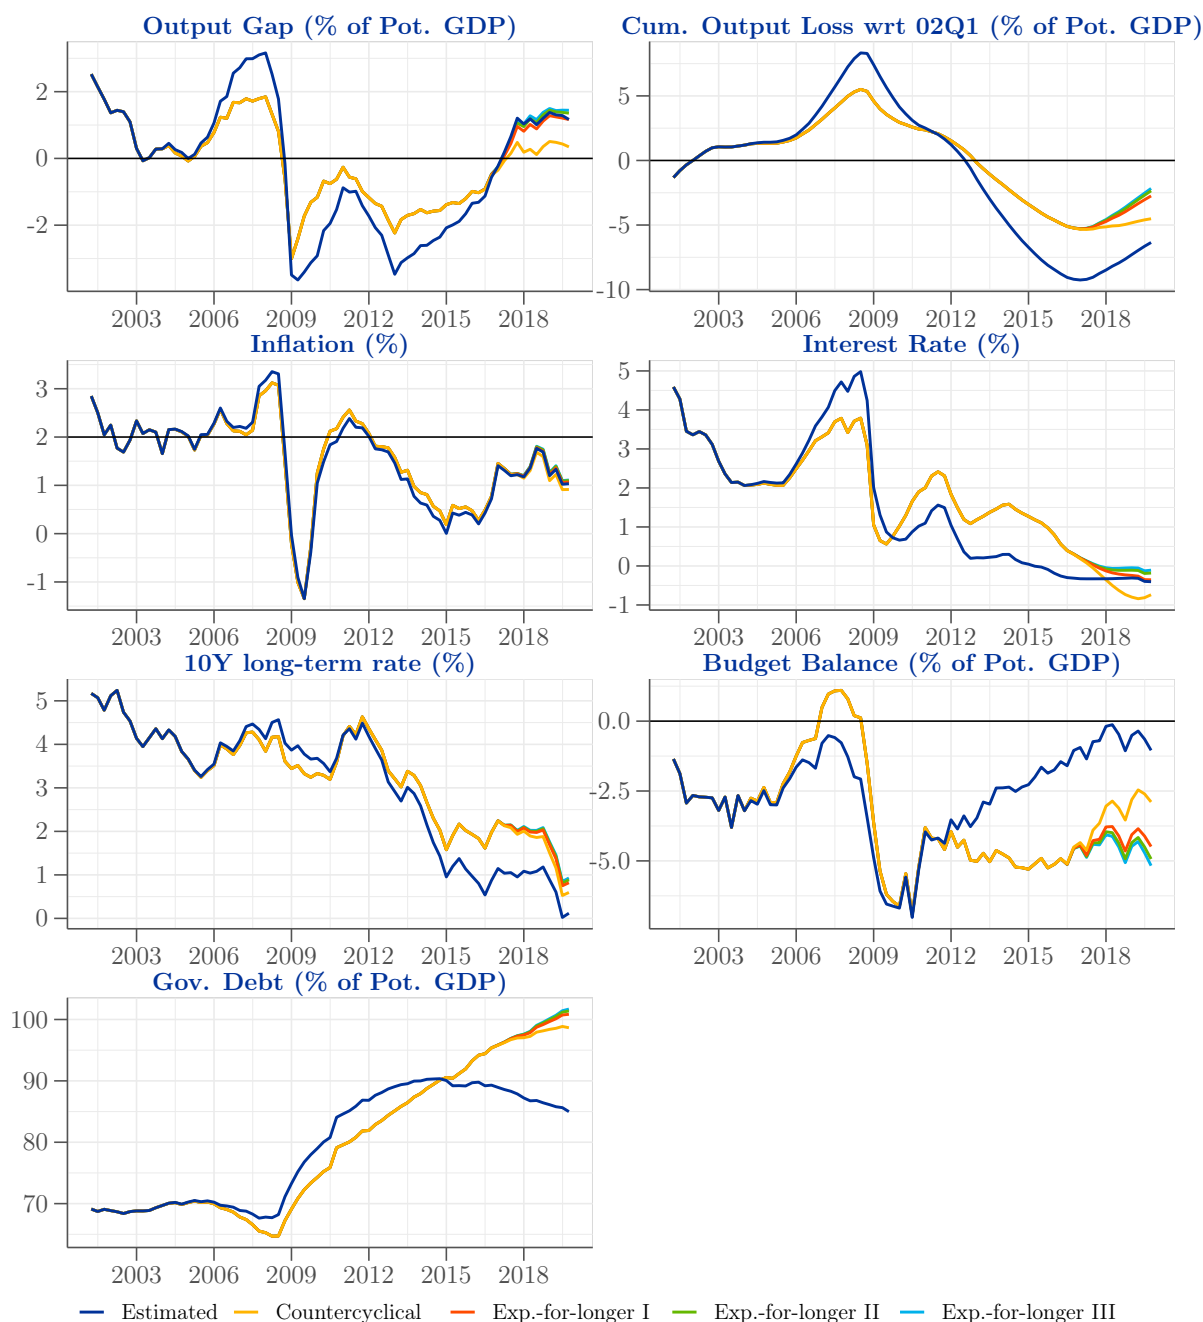 Output Gap (% of Pot. GDP)
2
0
-2
2003 2006 2009 2012 2015 2018
Cum. Output Loss wrt 02Q1 (% of Pot. GDP)
5
0
-5
-10
2003 2006 2009 2012 2015 2018
Inflation (%)
3
2
1
0
-1
2003 2006 2009 2012 2015 2018
Interest Rate (%)
5
4
3
2
1
0
-1
2003 2006 2009 2012 2015 2018
10Y long-term rate (%)
5
4
3
2
1
0
2003 2006 2009 2012 2015 2018
Budget Balance (% of Pot. GDP)
0.0
-2.5
-5.0
2003 2006 2009 2012 2015 2018
Gov. Debt (% of Pot. GDP)
100
90
80
70
2003 2006 2009 2012 2015 2018
Estimated Countercyclical Exp.-for-longer I Exp.-for-longer II Exp.-for-longer III